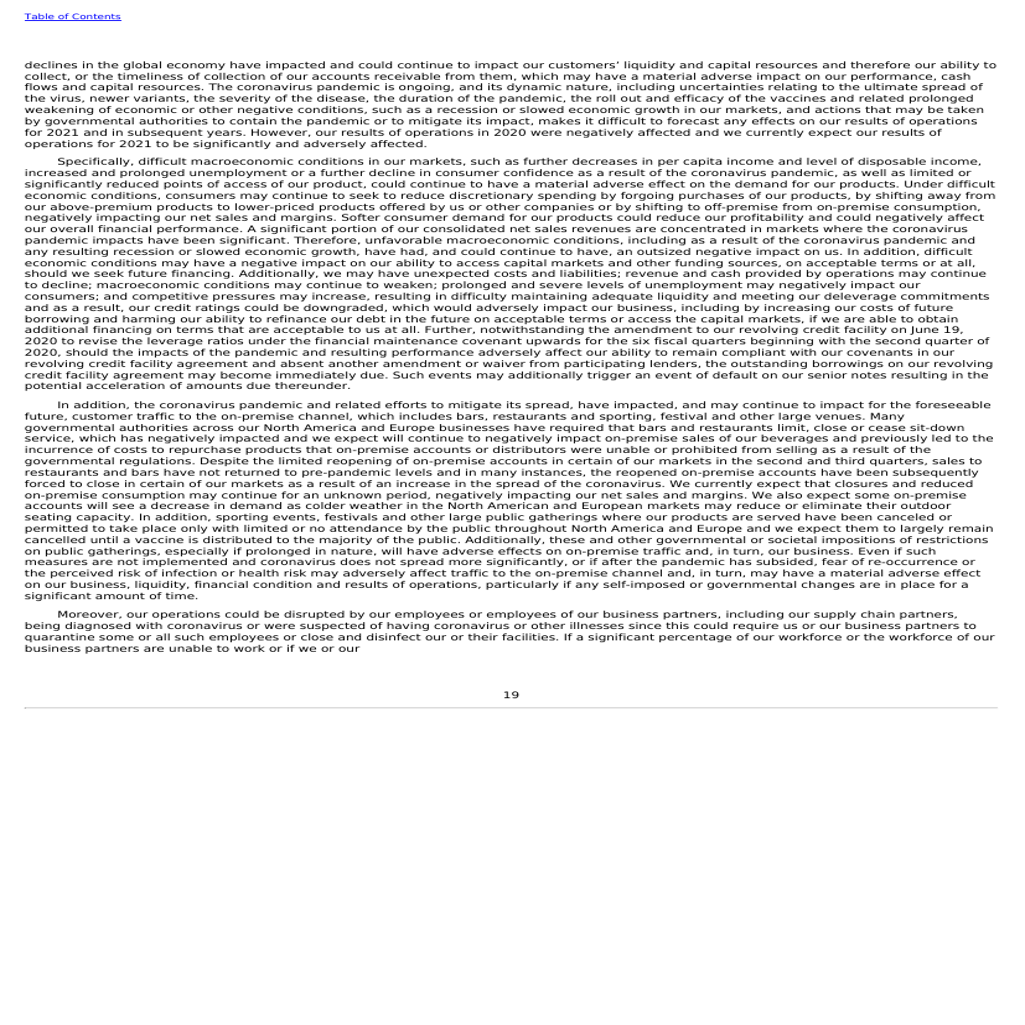 Table of Contents
declines in the global economy have impacted and could continue to impact our customers’ liquidity and capital resources and therefore our ability to
collect, or the timeliness of collection of our accounts receivable from them, which may have a material adverse impact on our performance, cash
flows and capital resources. The coronavirus pandemic is ongoing, and its dynamic nature, including uncertainties relating to the ultimate spread of
the virus, newer variants, the severity of the disease, the duration of the pandemic, the roll out and efficacy of the vaccines and related prolonged
weakening of economic or other negative conditions, such as a recession or slowed economic growth in our markets, and actions that may be taken
by governmental authorities to contain the pandemic or to mitigate its impact, makes it difficult to forecast any effects on our results of operations
for 2021 and in subsequent years. However, our results of operations in 2020 were negatively affected and we currently expect our results of
operations for 2021 to be significantly and adversely affected.
Specifically, difficult macroeconomic conditions in our markets, such as further decreases in per capita income and level of disposable income,
increased and prolonged unemployment or a further decline in consumer confidence as a result of the coronavirus pandemic, as well as limited or
significantly reduced points of access of our product, could continue to have a material adverse effect on the demand for our products. Under difficult
economic conditions, consumers may continue to seek to reduce discretionary spending by forgoing purchases of our products, by shifting away from
our above-premium products to lower-priced products offered by us or other companies or by shifting to off-premise from on-premise consumption,
negatively impacting our net sales and margins. Softer consumer demand for our products could reduce our profitability and could negatively affect
our overall financial performance. A significant portion of our consolidated net sales revenues are concentrated in markets where the coronavirus
pandemic impacts have been significant. Therefore, unfavorable macroeconomic conditions, including as a result of the coronavirus pandemic and
any resulting recession or slowed economic growth, have had, and could continue to have, an outsized negative impact on us. In addition, difficult
economic conditions may have a negative impact on our ability to access capital markets and other funding sources, on acceptable terms or at all,
should we seek future financing. Additionally, we may have unexpected costs and liabilities; revenue and cash provided by operations may continue
to decline; macroeconomic conditions may continue to weaken; prolonged and severe levels of unemployment may negatively impact our
consumers; and competitive pressures may increase, resulting in difficulty maintaining adequate liquidity and meeting our deleverage commitments
and as a result, our credit ratings could be downgraded, which would adversely impact our business, including by increasing our costs of future
borrowing and harming our ability to refinance our debt in the future on acceptable terms or access the capital markets, if we are able to obtain
additional financing on terms that are acceptable to us at all. Further, notwithstanding the amendment to our revolving credit facility on June 19,
2020 to revise the leverage ratios under the financial maintenance covenant upwards for the six fiscal quarters beginning with the second quarter of
2020, should the impacts of the pandemic and resulting performance adversely affect our ability to remain compliant with our covenants in our
revolving credit facility agreement and absent another amendment or waiver from participating lenders, the outstanding borrowings on our revolving
credit facility agreement may become immediately due. Such events may additionally trigger an event of default on our senior notes resulting in the
potential acceleration of amounts due thereunder.
In addition, the coronavirus pandemic and related efforts to mitigate its spread, have impacted, and may continue to impact for the foreseeable
future, customer traffic to the on-premise channel, which includes bars, restaurants and sporting, festival and other large venues. Many
governmental authorities across our North America and Europe businesses have required that bars and restaurants limit, close or cease sit-down
service, which has negatively impacted and we expect will continue to negatively impact on-premise sales of our beverages and previously led to the
incurrence of costs to repurchase products that on-premise accounts or distributors were unable or prohibited from selling as a result of the
governmental regulations. Despite the limited reopening of on-premise accounts in certain of our markets in the second and third quarters, sales to
restaurants and bars have not returned to pre-pandemic levels and in many instances, the reopened on-premise accounts have been subsequently
forced to close in certain of our markets as a result of an increase in the spread of the coronavirus. We currently expect that closures and reduced
on-premise consumption may continue for an unknown period, negatively impacting our net sales and margins. We also expect some on-premise
accounts will see a decrease in demand as colder weather in the North American and European markets may reduce or eliminate their outdoor
seating capacity. In addition, sporting events, festivals and other large public gatherings where our products are served have been canceled or
permitted to take place only with limited or no attendance by the public throughout North America and Europe and we expect them to largely remain
cancelled until a vaccine is distributed to the majority of the public. Additionally, these and other governmental or societal impositions of restrictions
on public gatherings, especially if prolonged in nature, will have adverse effects on on-premise traffic and, in turn, our business. Even if such
measures are not implemented and coronavirus does not spread more significantly, or if after the pandemic has subsided, fear of re-occurrence or
the perceived risk of infection or health risk may adversely affect traffic to the on-premise channel and, in turn, may have a material adverse effect
on our business, liquidity, financial condition and results of operations, particularly if any self-imposed or governmental changes are in place for a
significant amount of time.
Moreover, our operations could be disrupted by our employees or employees of our business partners, including our supply chain partners,
being diagnosed with coronavirus or were suspected of having coronavirus or other illnesses since this could require us or our business partners to
quarantine some or all such employees or close and disinfect our or their facilities. If a significant percentage of our workforce or the workforce of our
business partners are unable to work or if we or our
19